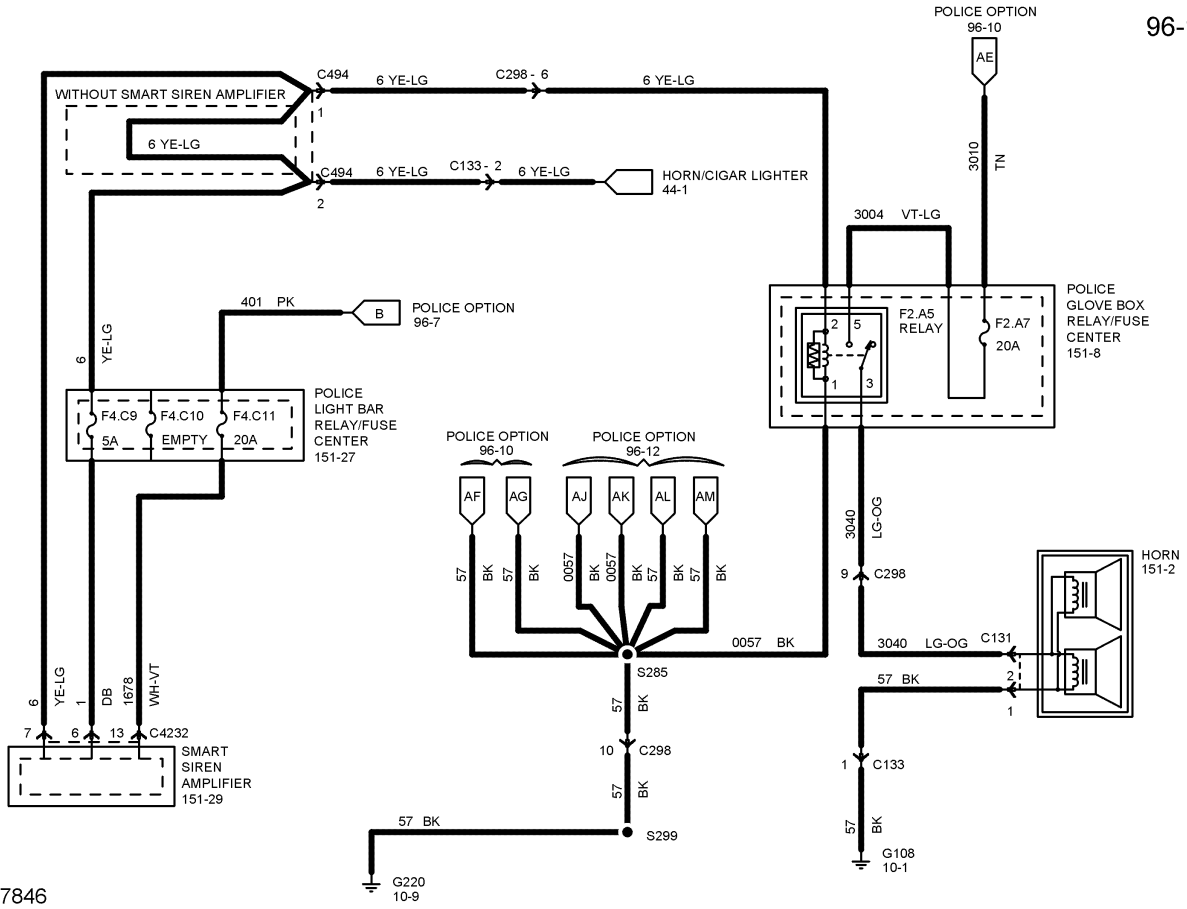 POLICE OPTION
96-10
96-
AE
C494
6 YE-LG
C298 - 6
6 YE-LG
WITHOUT SMART SIREN AMPLIFIER
1
6 YE-LG
3010
TN
C494
6 YE-LG
C133 - 2
6 YE-LG
HORN/CIGAR LIGHTER
44-1
2
3004 VT-LG
POLICE
GLOVE BOX
RELAY/FUSE
CENTER
151-8
401 PK
B
POLICE OPTION
96-7
2
5
F2.A5
RELAY
F2.A7
20A
1
3
6
YE-LG
POLICE
LIGHT BAR
RELAY/FUSE
CENTER
151-27
F4.C9
5A
F4.C10
EMPTY
F4.C11
20A
POLICE OPTION
96-10
POLICE OPTION
96-12
AF
AG
AJ
AK
AL
AM
57
BK
57
BK
0057
BK
0057
BK
57
BK
57
BK
3040
LG-OG
9
C298
HORN
151-2
0057 BK
S285
3040 LG-OG
C131
2
57 BK
1
6
YE-LG
1
DB
1678
WH-VT
57
BK
7
6
13
C4232
10
C298
1
C133
SMART
SIREN
AMPLIFIER
151-29
57
BK
57 BK
S299
57
BK
G108
10-1
G220
10-9
7846